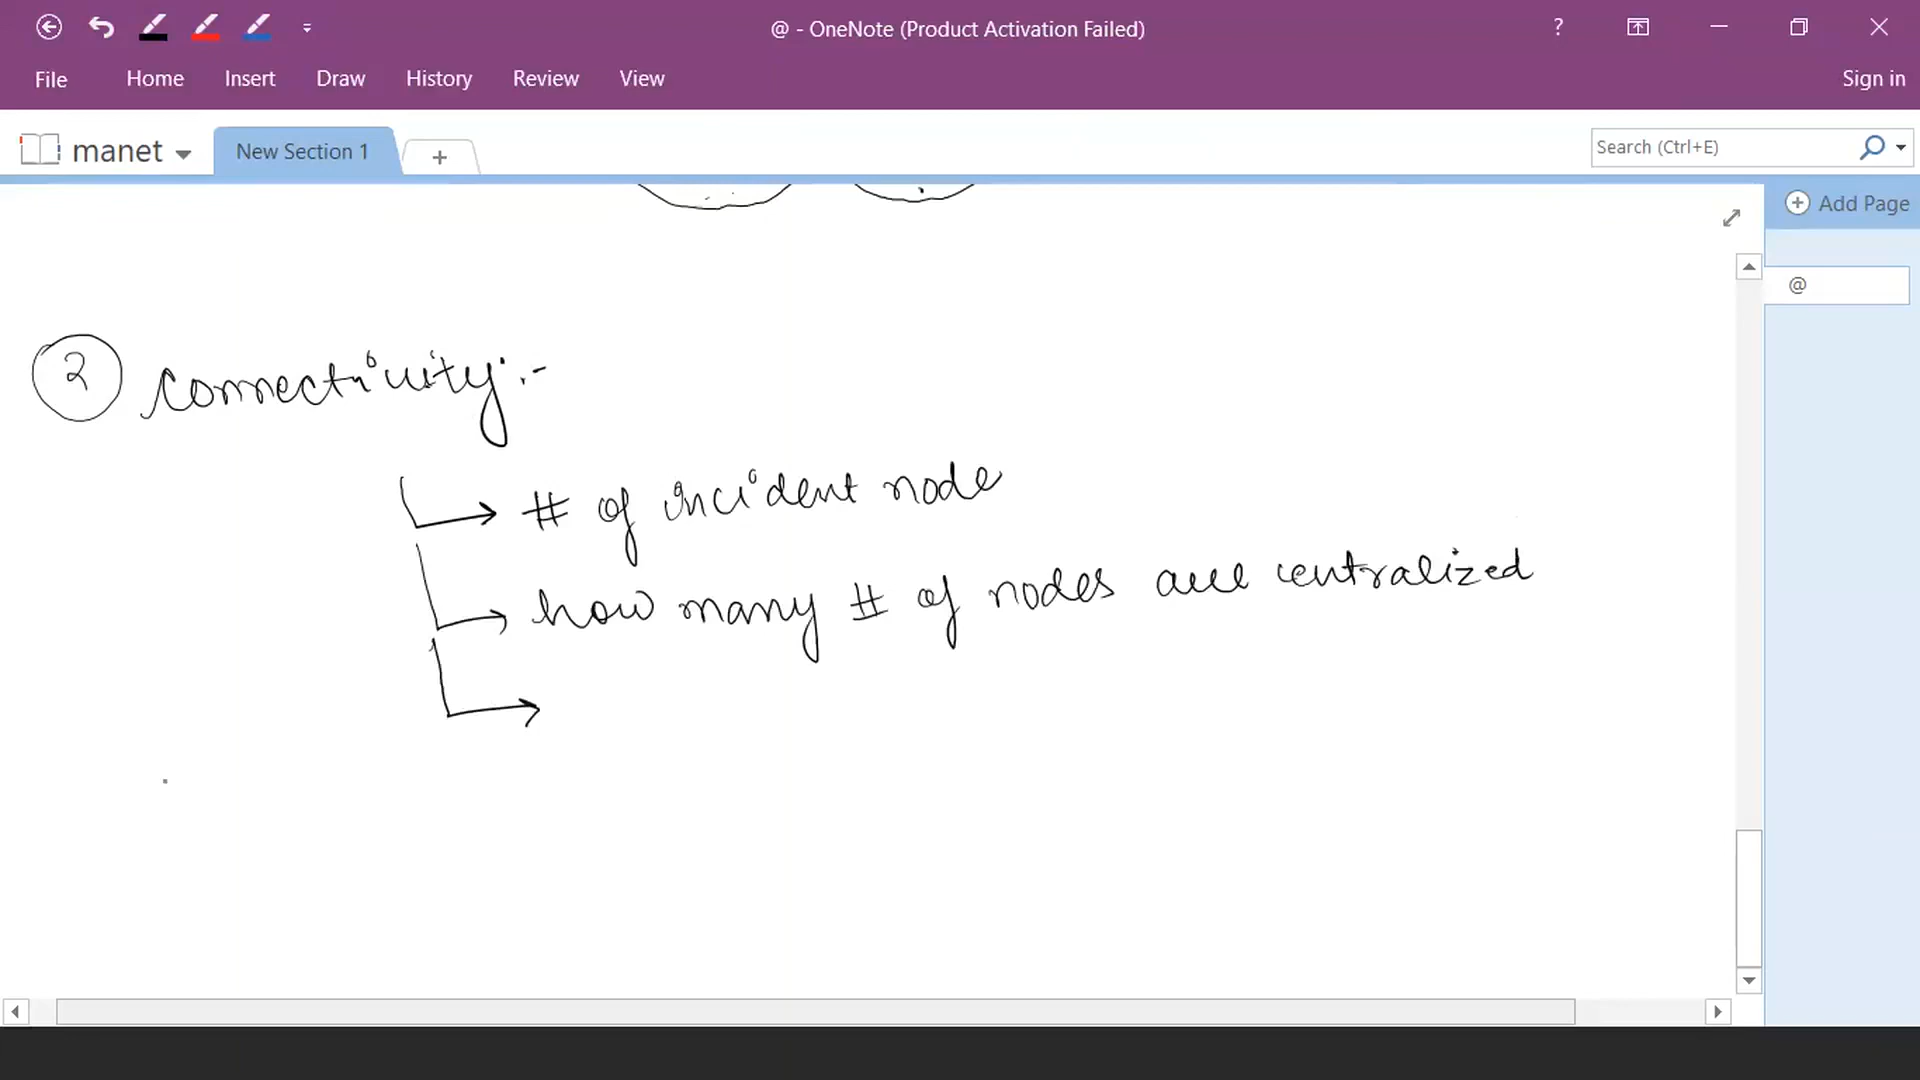 @ - OneNote (Product Activation Failed)
?
File Home Insert Draw History Review View Sign in
manet New Section 1 + Search (Ctrl+E)
Add Page
@
2 connectivity:-
# of incident node
how many # of nodes are centralized